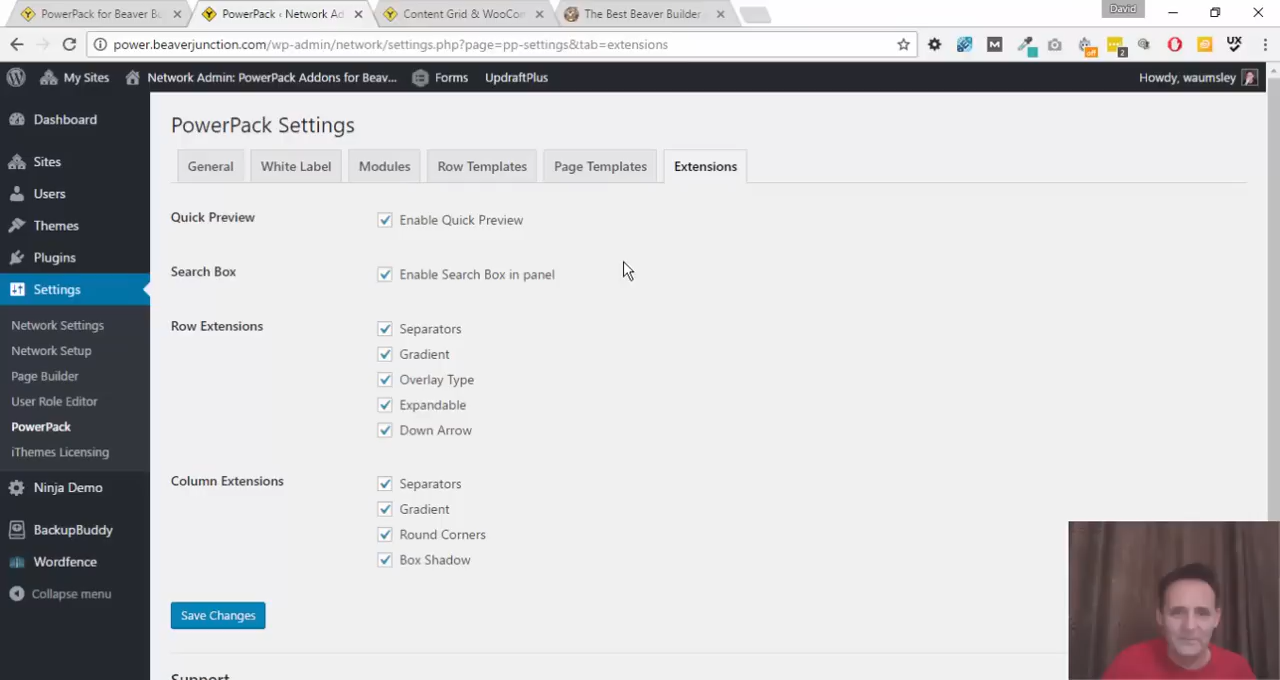 David
PowerPack for Beaver Bu
PowerPack ‹ Network Ad
Content Grid & WooCom
The Best Beaver Builder
power.beaverjunction.com/wp-admin/network/settings.php?page=pp-settings&tab=extensions
M
off
2
UX
My Sites
Network Admin: PowerPack Addons for Beav...
Forms
UpdraftPlus
Howdy, waumsley
Dashboard
Sites
Users
Themes
Plugins
Settings
Network Settings
Network Setup
Page Builder
User Role Editor
PowerPack
iThemes Licensing
Ninja Demo
BackupBuddy
Wordfence
Collapse menu
PowerPack Settings
General
White Label
Modules
Row Templates
Page Templates
Extensions
Quick Preview
Enable Quick Preview
Search Box
Enable Search Box in panel
Row Extensions
Separators
Gradient
Overlay Type
Expandable
Down Arrow
Column Extensions
Separators
Gradient
Round Corners
Box Shadow
Save Changes
Support